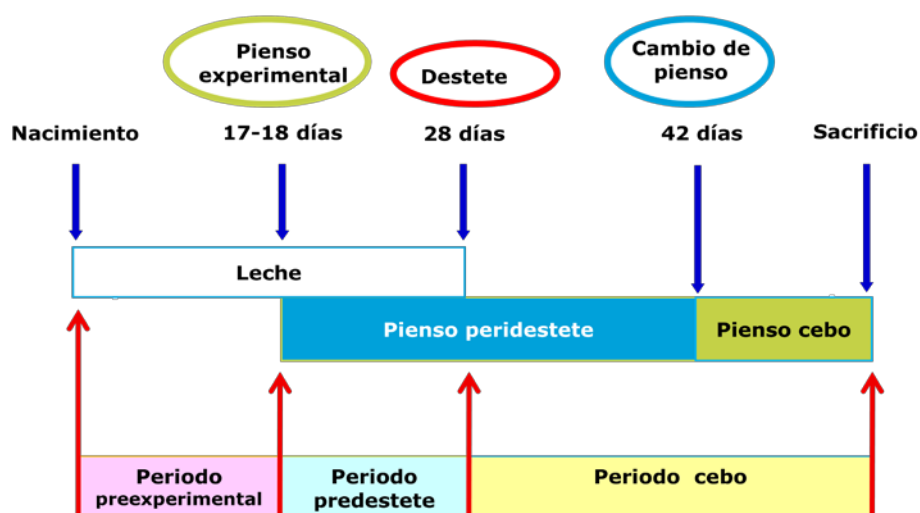 Pienso
experimental
Destete
Cambio de
pienso
Nacimiento
17-18 días
28 días
42 días
Sacrificio
Leche
Pienso peridestete
Pienso cebo
Periodo
preexperimental
Periodo
predestete
Periodo cebo